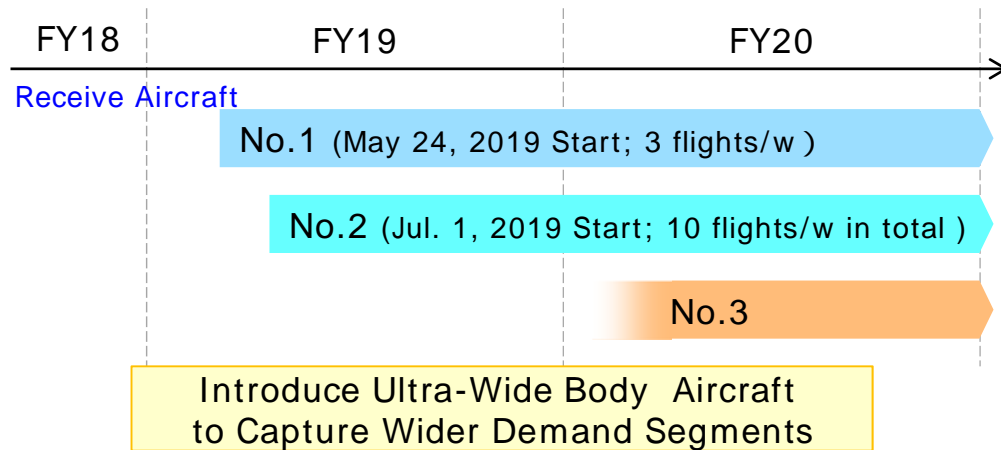 FY18 FY19 FY20
Receive Aircraft
No.1 (May 24, 2019 Start; 3 flights/w )
No.2 (Jul. 1, 2019 Start; 10 flights/w in total )
No.3
Introduce Ultra-Wide Body Aircraft
to Capture Wider Demand Segments